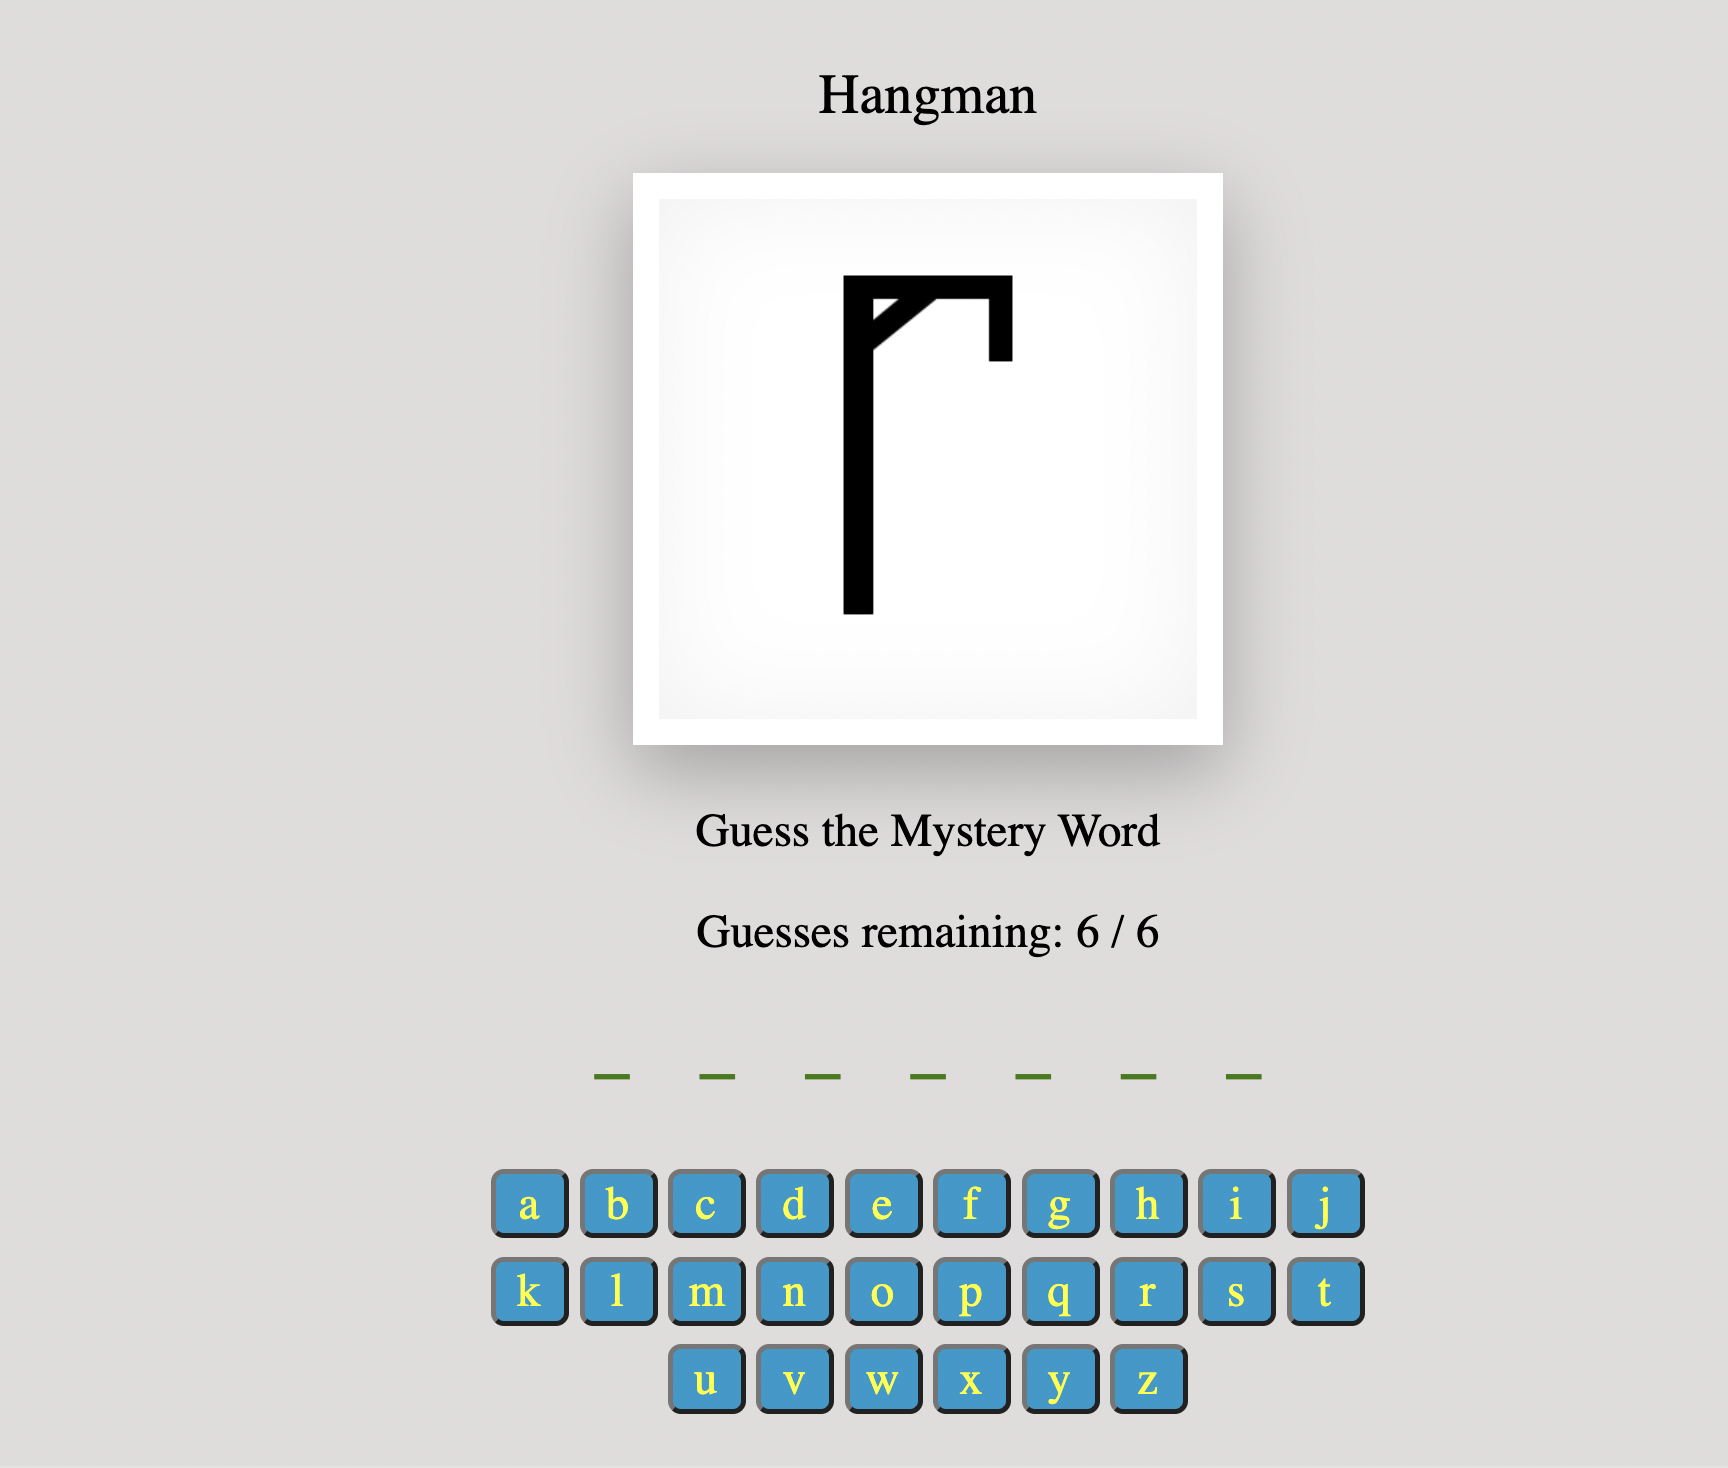 Hangman
Guess the Mystery Word
Guesses remaining: 6 / 6
_ _ _ _ _ _ _
a b c d e f g h i j
k l m n o p q r s t
u v w x y z